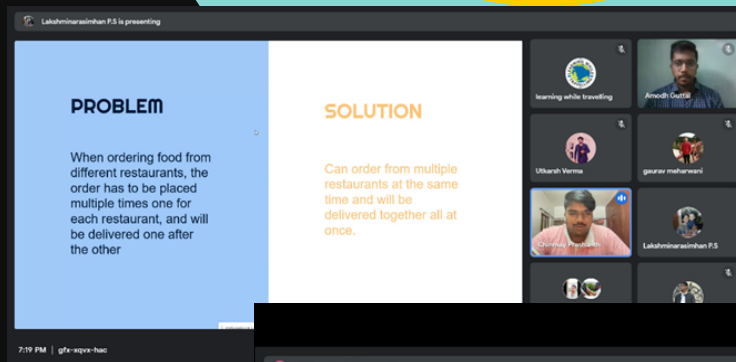 Lakshminarasimhan P.S is presenting
PROBLEM
When ordering food from
different restaurants, the
order has to be placed
multiple times one for
each restaurant, and will
be delivered one after
the other
SOLUTION
Can order from multiple
restaurants at the same
time and will be
delivered together all at
once.
learning while travelling
Amodh Guttal
Utkarsh Verma
gaurav meharwani
Chinmay Prashanth
Lakshminarasimhan P.S
7:19 PM | gfx-xqvx-hac